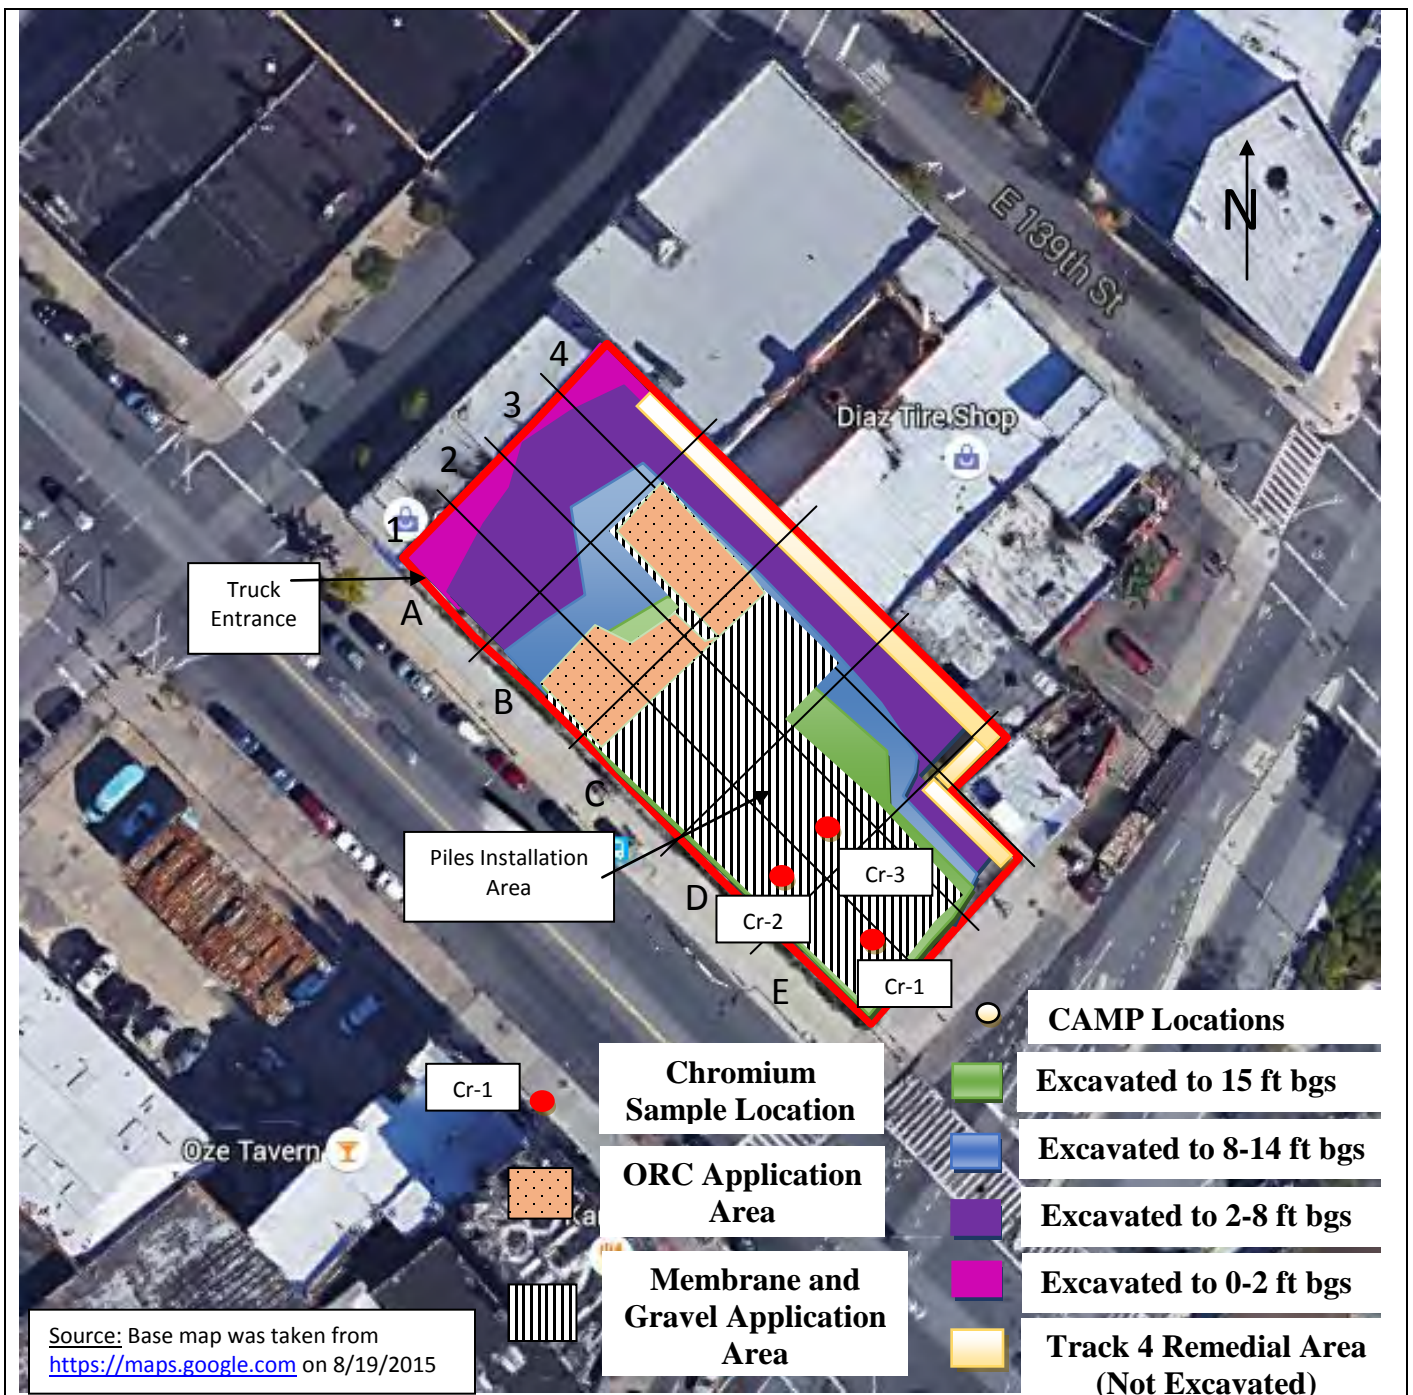 E 139th St
N
Diaz Tire Shop
4
3
2
1
Truck
Entrance
A
B
C
D
E
Piles Installation
Area
Cr-3
Cr-2
Cr-1
CAMP Locations
Excavated to 15 ft bgs
Excavated to 8-14 ft bgs
Excavated to 2-8 ft bgs
Excavated to 0-2 ft bgs
Track 4 Remedial Area
(Not Excavated)
Cr-1
Chromium
Sample Location
ORC Application
Area
Membrane and
Gravel Application
Area
Oze Tavern
Source: Base map was taken from
https://maps.google.com on 8/19/2015